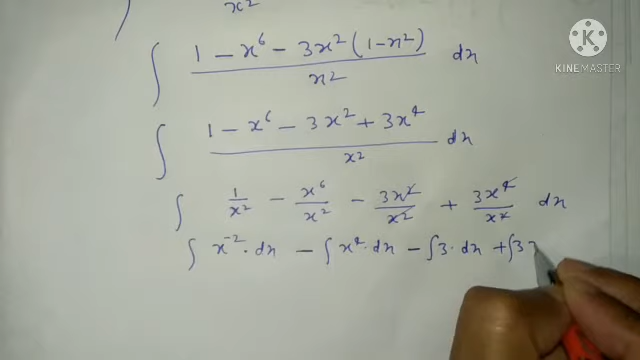 x²
∫ 1 - x⁶ - 3x² (1-x²) / x² dx
∫ 1 - x⁶ - 3x² + 3x⁴ / x² dx
∫ 1/x² - x⁶/x² - 3x²/x² + 3x⁴/x² dx
∫ x⁻² · dx - ∫ x⁴ · dx - ∫ 3 · dx + ∫ 3
K
KINEMASTER